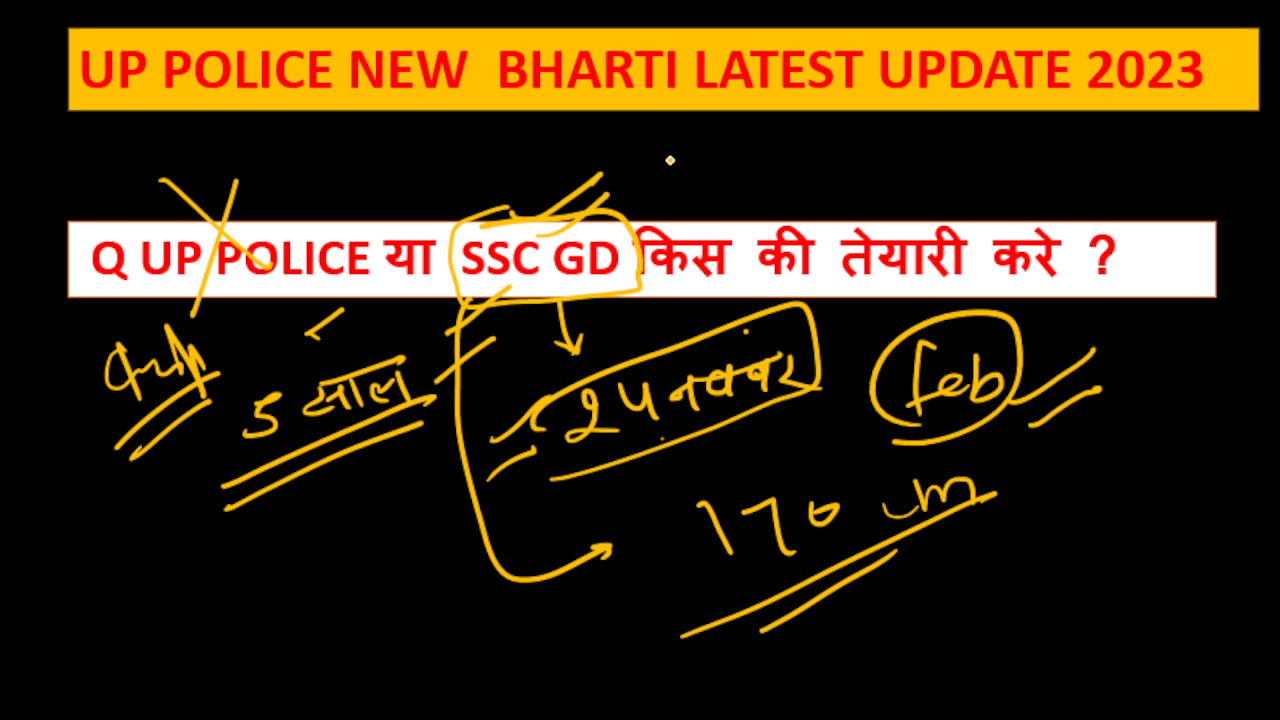 UP POLICE NEW BHARTI LATEST UPDATE 2023
Q UP POLICE या SSC GD किस की तेयारी करे ?
5 साल
24 नवंबर
feb
170 cm